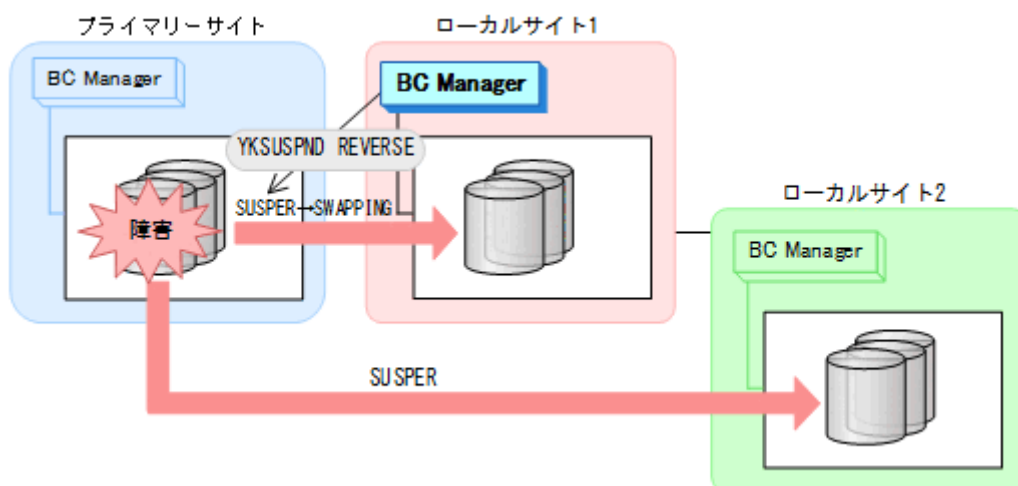 プライマリーサイト
ローカルサイト1
BC Manager
BC Manager
YKSUSPND REVERSE
SUSPER→SWAPPING
障害
ローカルサイト2
BC Manager
SUSPER